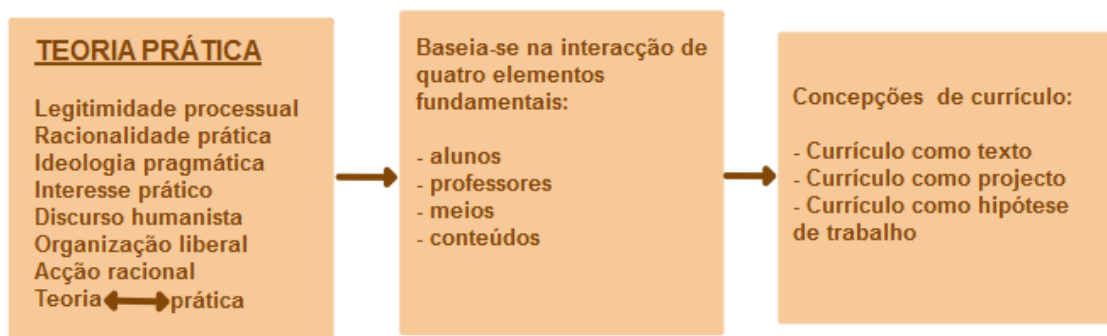 TEORIA PRÁTICA
Legitimidade processual
Racionalidade prática
Ideologia pragmática
Interesse prático
Discurso humanista
Organização liberal
Acção racional
Teoria prática
Baseia-se na interacção de
quatro elementos
fundamentais:
- alunos
- professores
- meios
- conteúdos
Concepções de currículo:
- Currículo como texto
- Currículo como projecto
- Currículo como hipótese
de trabalho